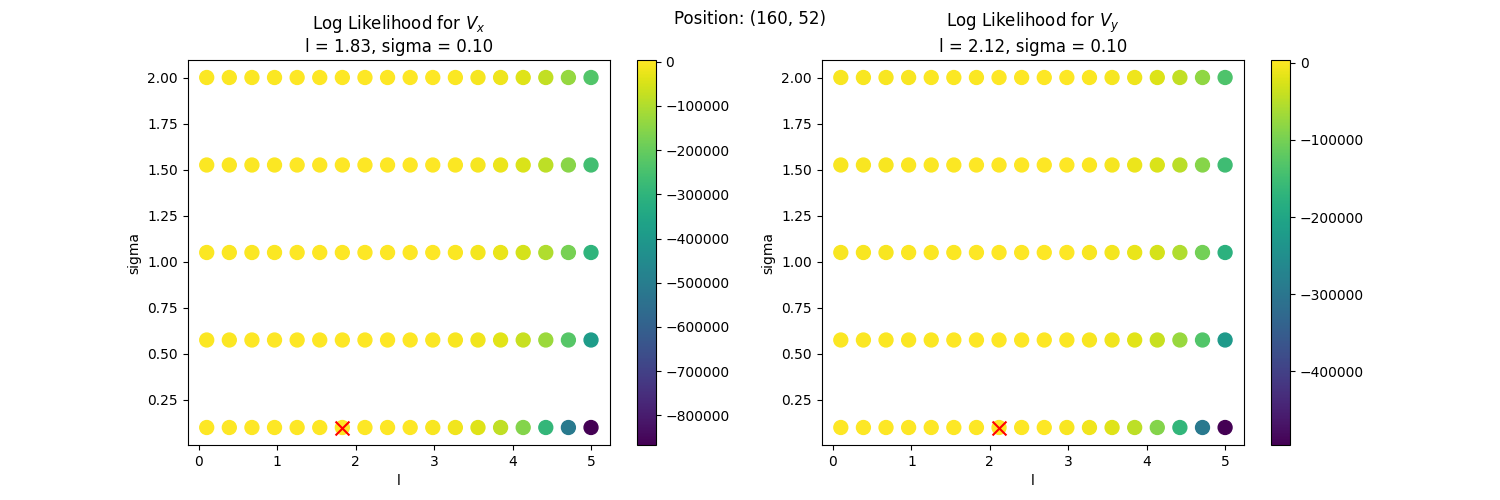 Position: (160, 52)
Log Likelihood for Vₓ
l = 1.83, sigma = 0.10
2.00
1.75
1.50
1.25
1.00
0.75
0.50
0.25
sigma
0 1 2 3 4 5
l
0
−100000
−200000
−300000
−400000
−500000
−600000
−700000
−800000
Log Likelihood for V_y
l = 2.12, sigma = 0.10
2.00
1.75
1.50
1.25
1.00
0.75
0.50
0.25
sigma
0 1 2 3 4 5
l
0
−100000
−200000
−300000
−400000